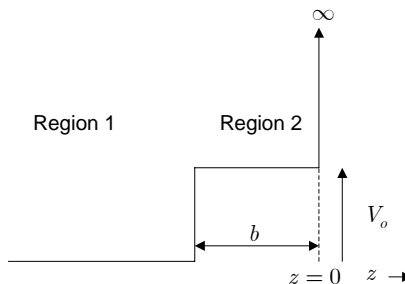 ∞
Region 1
Region 2
b
V_o
z = 0
z →